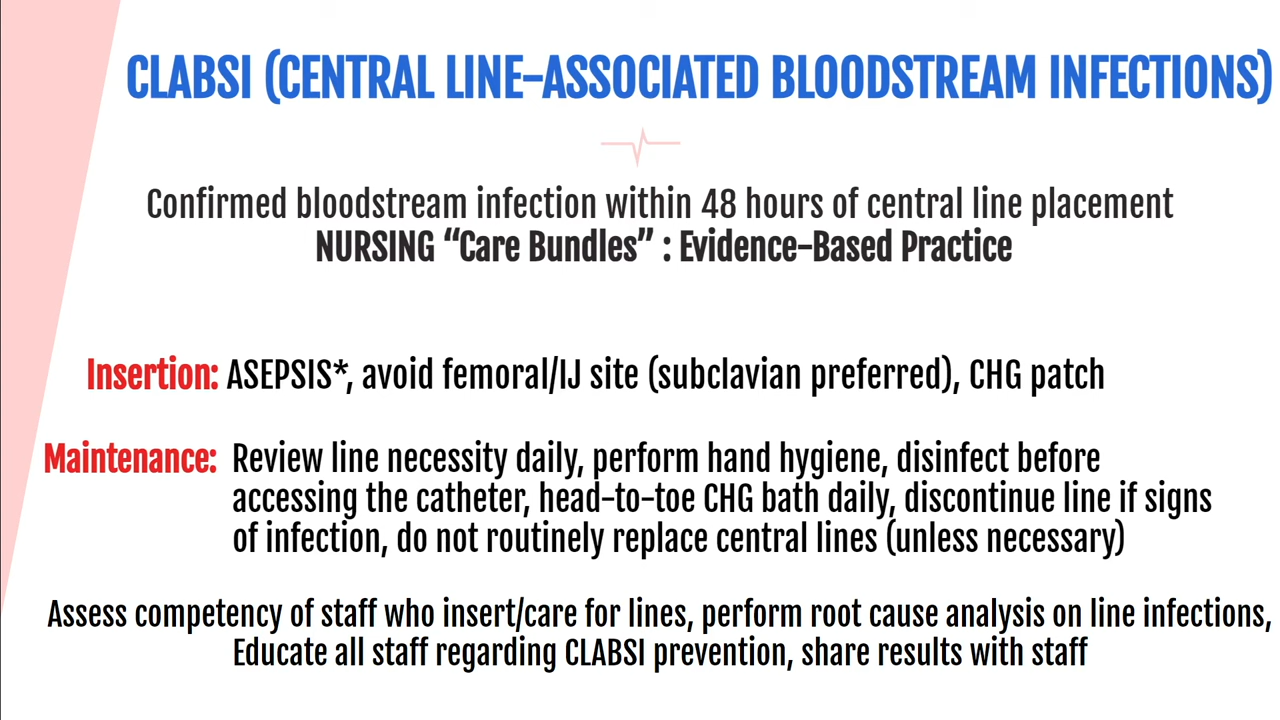 CLABSI (CENTRAL LINE-ASSOCIATED BLOODSTREAM INFECTIONS)
Confirmed bloodstream infection within 48 hours of central line placement
NURSING “Care Bundles” : Evidence-Based Practice
Insertion: ASEPSIS*, avoid femoral/IJ site (subclavian preferred), CHG patch
Maintenance: Review line necessity daily, perform hand hygiene, disinfect before
accessing the catheter, head-to-toe CHG bath daily, discontinue line if signs
of infection, do not routinely replace central lines (unless necessary)
Assess competency of staff who insert/care for lines, perform root cause analysis on line infections,
Educate all staff regarding CLABSI prevention, share results with staff